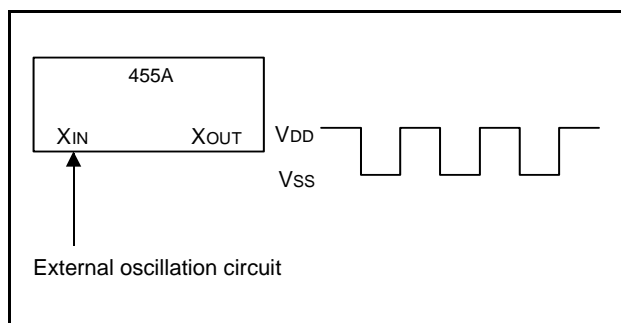 455A
XIN XOUT
VDD
VSS
External oscillation circuit